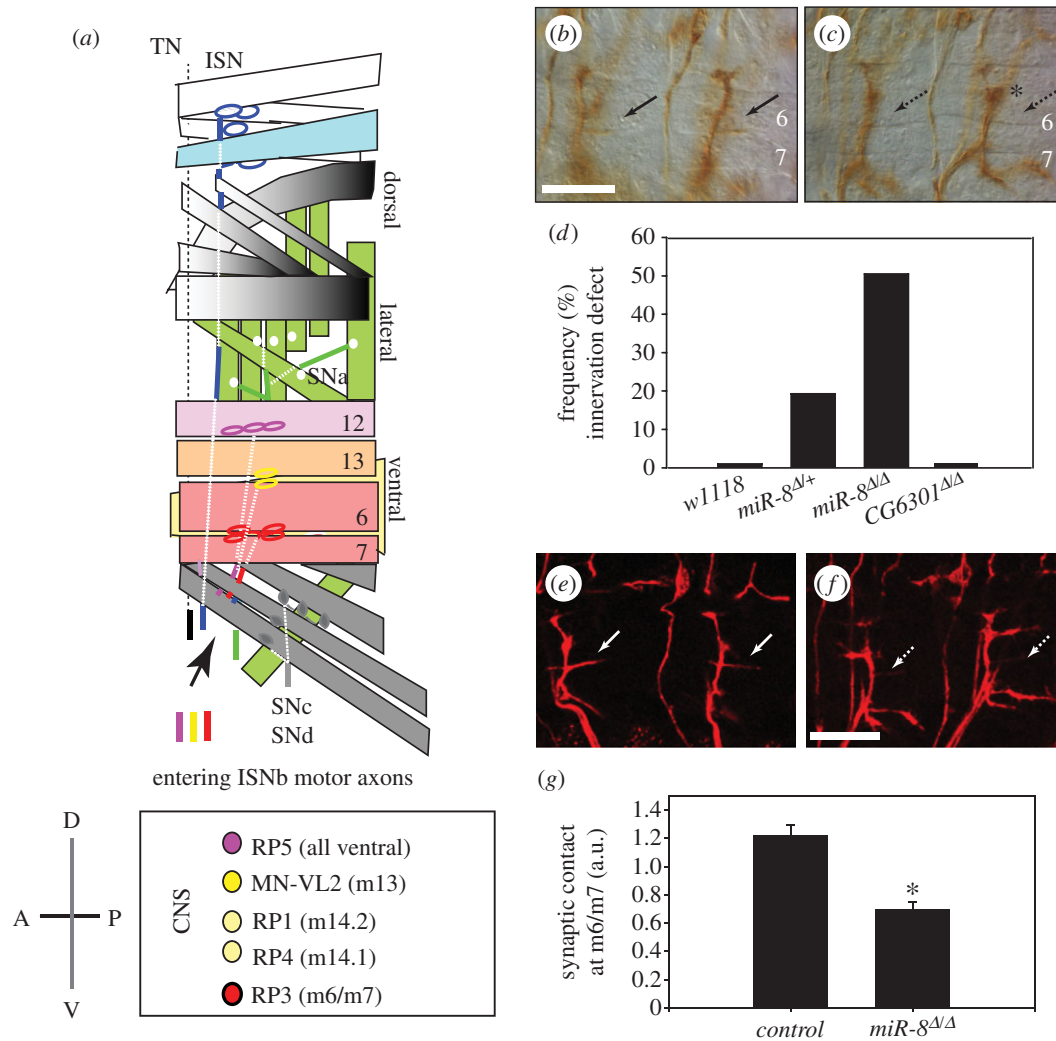 (a)
TN
ISN
dorsal
lateral
SNa
12
13
ventral
6
7
SNc
SNd
entering ISNb motor axons
D
A
P
V
CNS
RP5 (all ventral)
MN-VL2 (m13)
RP1 (m14.2)
RP4 (m14.1)
RP3 (m6/m7)
(b)
6
7
(c)
*
6
7
(d)
frequency (%)
innervation defect
60
50
40
30
20
10
0
w1118
miR-8Δ/+
miR-8Δ/Δ
CG6301Δ/Δ
(e)
(f)
(g)
synaptic contact
at m6/m7 (a.u.)
1.4
1.2
1.0
0.8
0.6
0.4
0.2
0
*
control
miR-8Δ/Δ